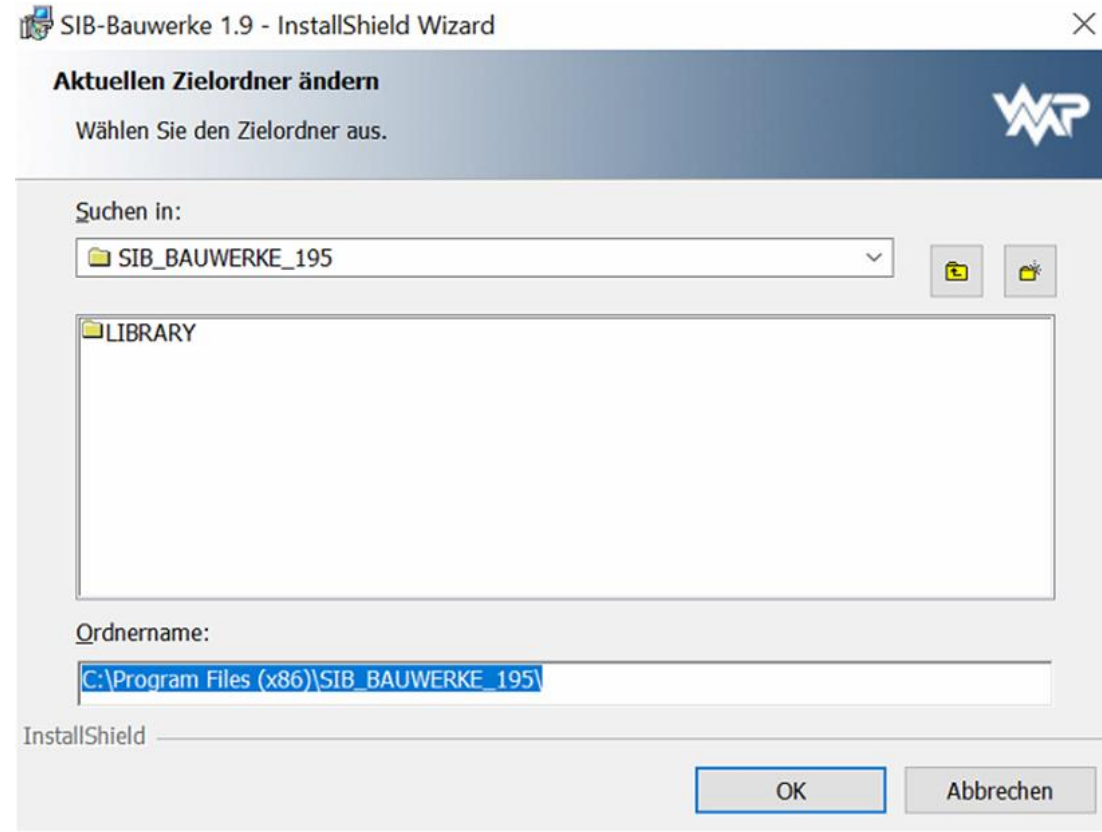 SIB-Bauwerke 1.9 - InstallShield Wizard
Aktuellen Zielordner ändern
Wählen Sie den Zielordner aus.
WMP
Suchen in:
SIB_BAUWERKE_195
LIBRARY
Ordnername:
C:\Program Files (x86)\SIB_BAUWERKE_195\
InstallShield
OK
Abbrechen